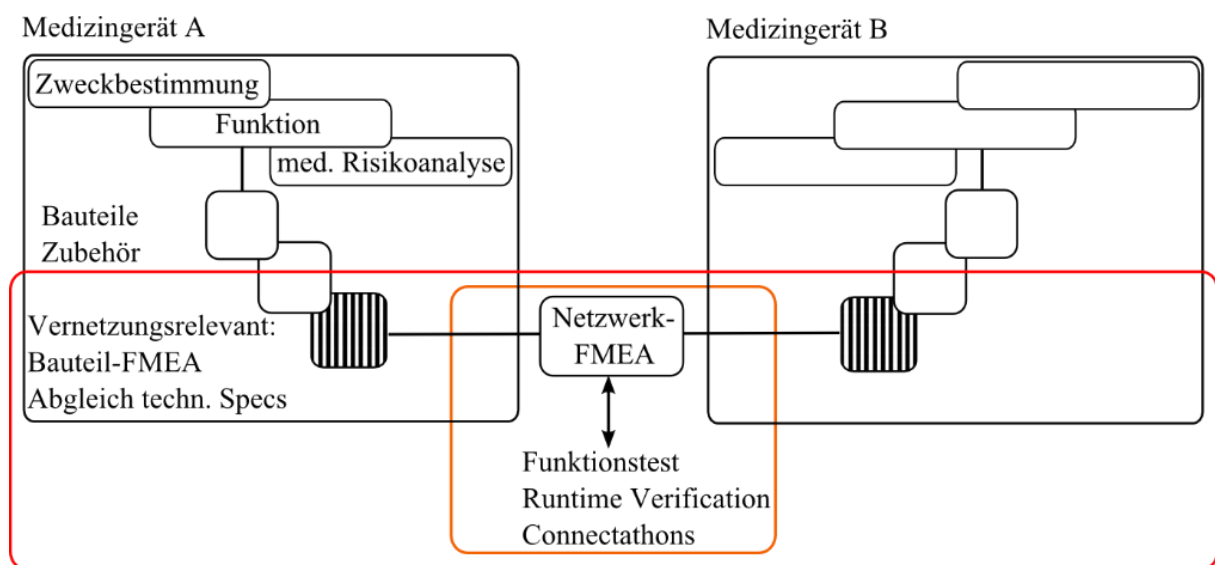 Medizingerät A
Medizingerät B
Zweckbestimmung
Funktion
med. Risikoanalyse
Bauteile
Zubehör
Vernetzungsrelevant:
Bauteil-FMEA
Abgleich techn. Specs
Netzwerk-
FMEA
Funktionstest
Runtime Verification
Connectathons